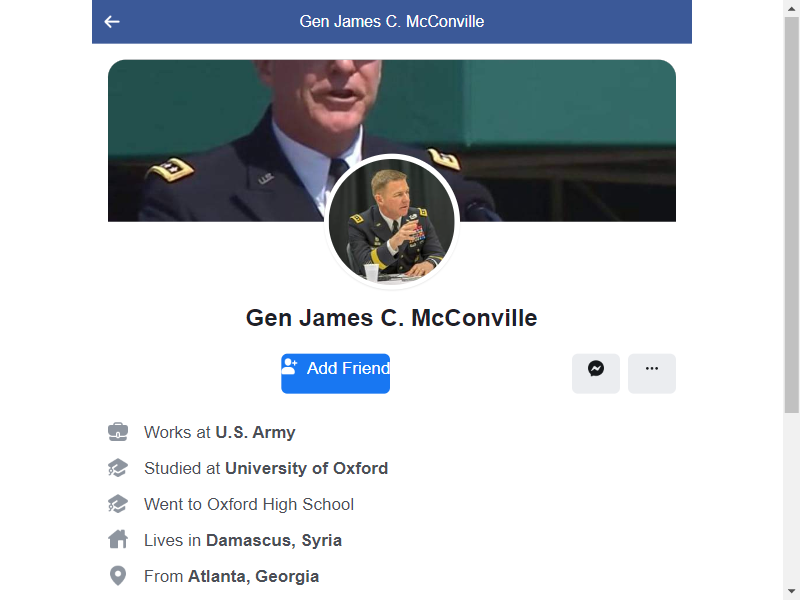 Gen James C. McConville
Gen James C. McConville
Add Friend
Works at U.S. Army
Studied at University of Oxford
Went to Oxford High School
Lives in Damascus, Syria
From Atlanta, Georgia